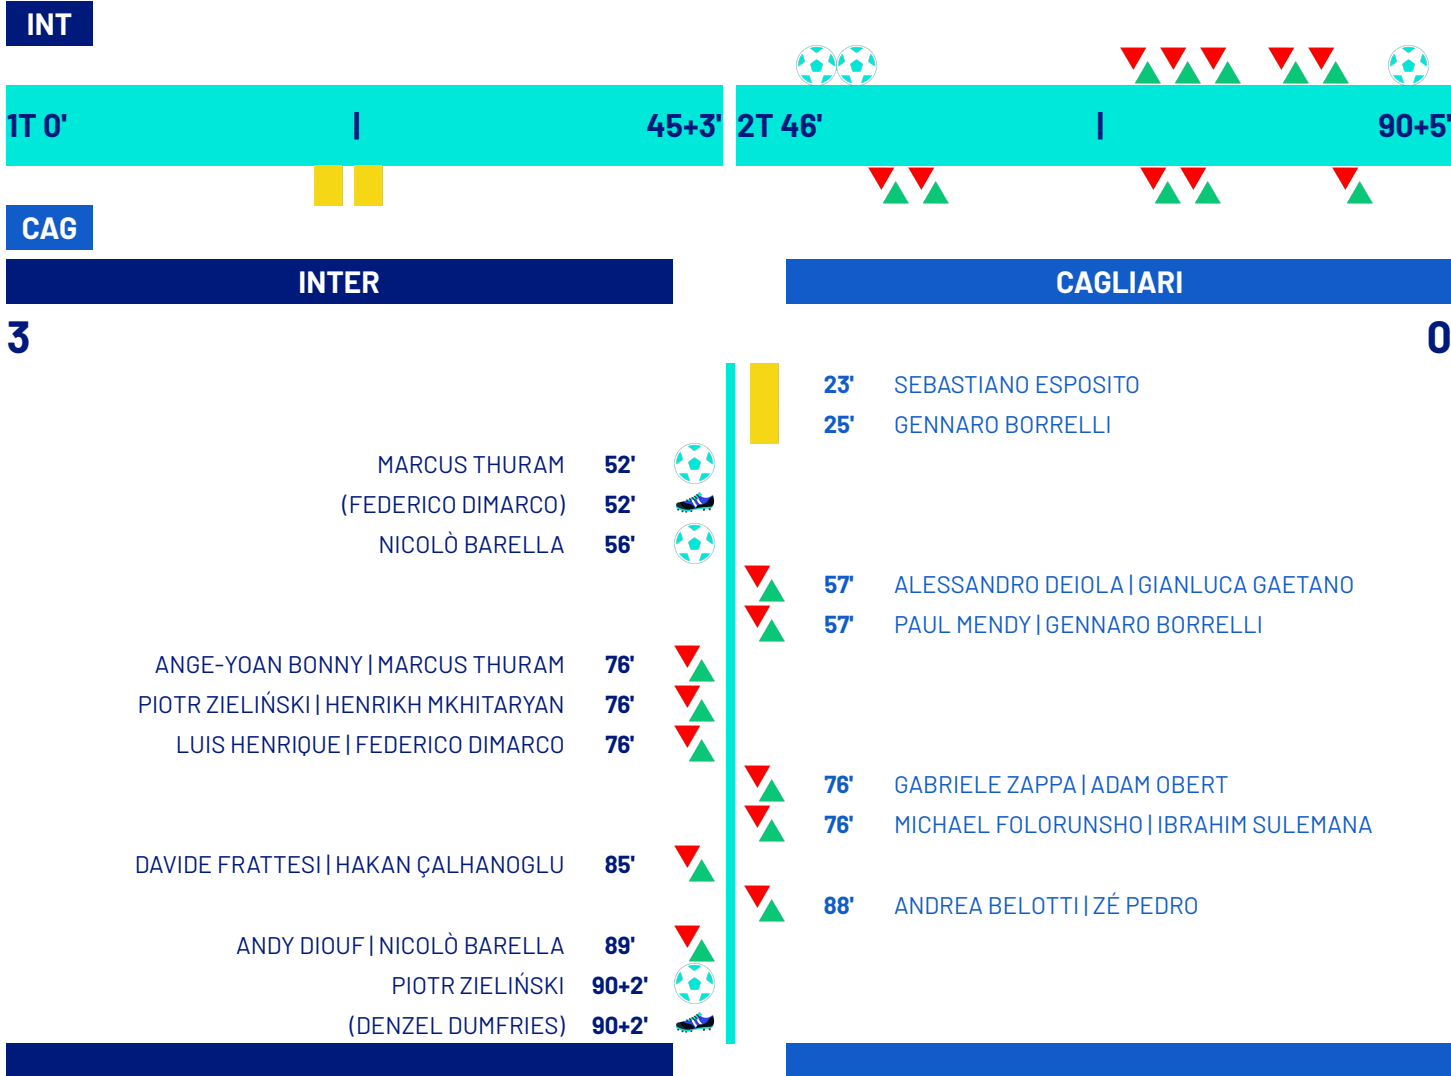 INT
1T 0' | 45+3' 2T 46' | 90+5'
CAG
INTER CAGLIARI
3 0
23' SEBASTIANO ESPOSITO
25' GENNARO BORRELLI
MARCUS THURAM 52'
(FEDERICO DIMARCO) 52'
NICOLÒ BARELLA 56'
57' ALESSANDRO DEIOLA | GIANLUCA GAETANO
57' PAUL MENDY | GENNARO BORRELLI
ANGE-YOAN BONNY | MARCUS THURAM 76'
PIOTR ZIELIŃSKI | HENRIKH MKHITARYAN 76'
LUIS HENRIQUE | FEDERICO DIMARCO 76'
76' GABRIELE ZAPPA | ADAM OBERT
76' MICHAEL FOLORUNSHO | IBRAHIM SULEMANA
DAVIDE FRATTESI | HAKAN ÇALHANOGLU 85'
88' ANDREA BELOTTI | ZÉ PEDRO
ANDY DIOUF | NICOLÒ BARELLA 89'
PIOTR ZIELIŃSKI 90+2'
(DENZEL DUMFRIES) 90+2'